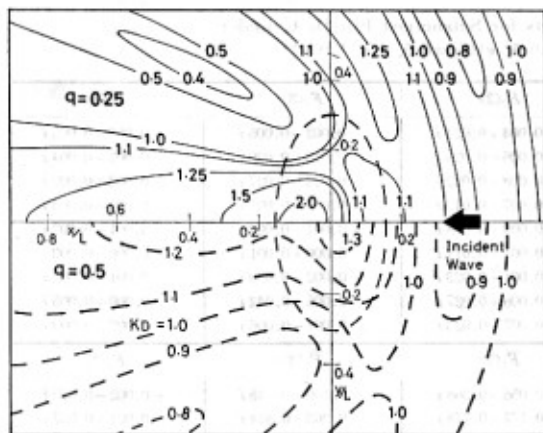 0.5 1.1 1.25 1.0 0.8 1.0
0.5 0.4 1.0 0.4 1.1 0.9 0.9
q = 0.25
1.0 0.2
1.1
1.25 1.1
1.5 2.0 1.1
0.8 X/L 0.6 0.4 0.2 1.3 0.2
Incident
Wave
1.2
q = 0.5
1.1 0.2 1.0 0.9 1.0
KD = 1.0
0.9
0.4
Y/L
0.8 1.0